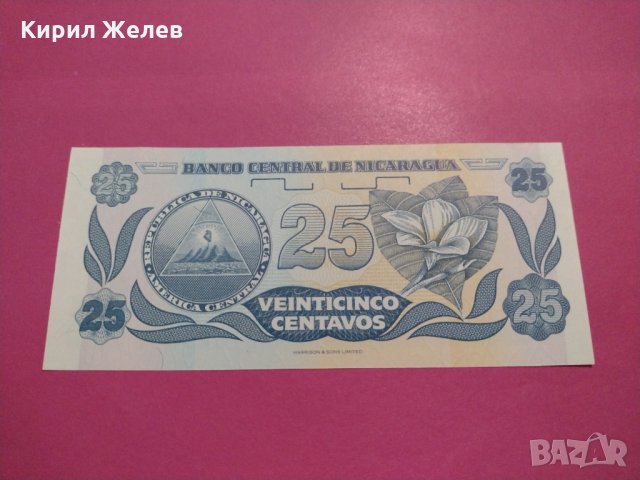 Кирил Желев
BANCO CENTRAL DE NICARAGUA
25
25
REPUBLICA DE NICARAGUA
AMERICA CENTRAL
25
25
VEINTICINCO
CENTAVOS
25
HARRISON & SONS LIMITED
BAZAR